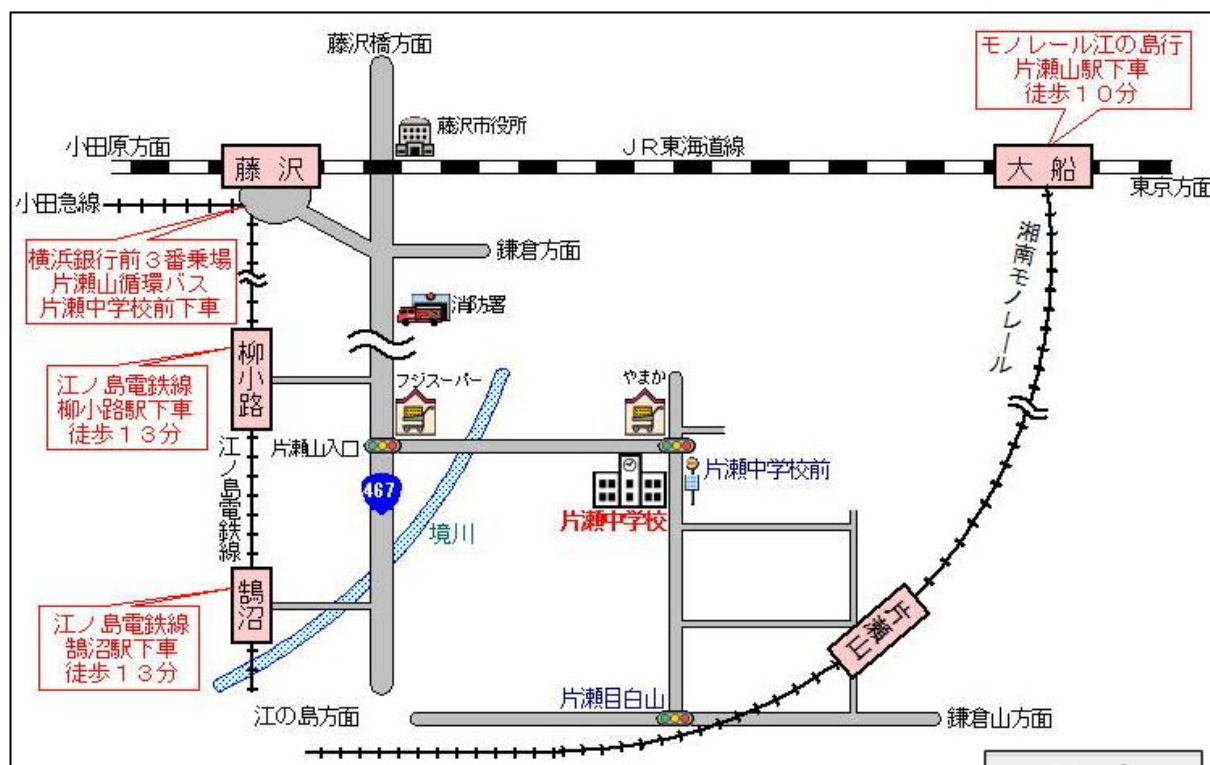 藤沢橋方面
モノレール江の島行
片瀬山駅下車
徒歩１０分
藤沢市役所
小田原方面
ＪＲ東海道線
藤沢
大船
東京方面
小田急線
横浜銀行前３番乗場
片瀬山循環バス
片瀬中学校前下車
鎌倉方面
湘南モノレール
消防署
柳小路
江ノ島電鉄線
柳小路駅下車
徒歩１３分
フジスーパー
やまか
片瀬山入口
江ノ島電鉄線
467
片瀬中学校前
片瀬中学校
境川
鵠沼
江ノ島電鉄線
鵠沼駅下車
徒歩１３分
片瀬山
片瀬目白山
江の島方面
鎌倉山方面